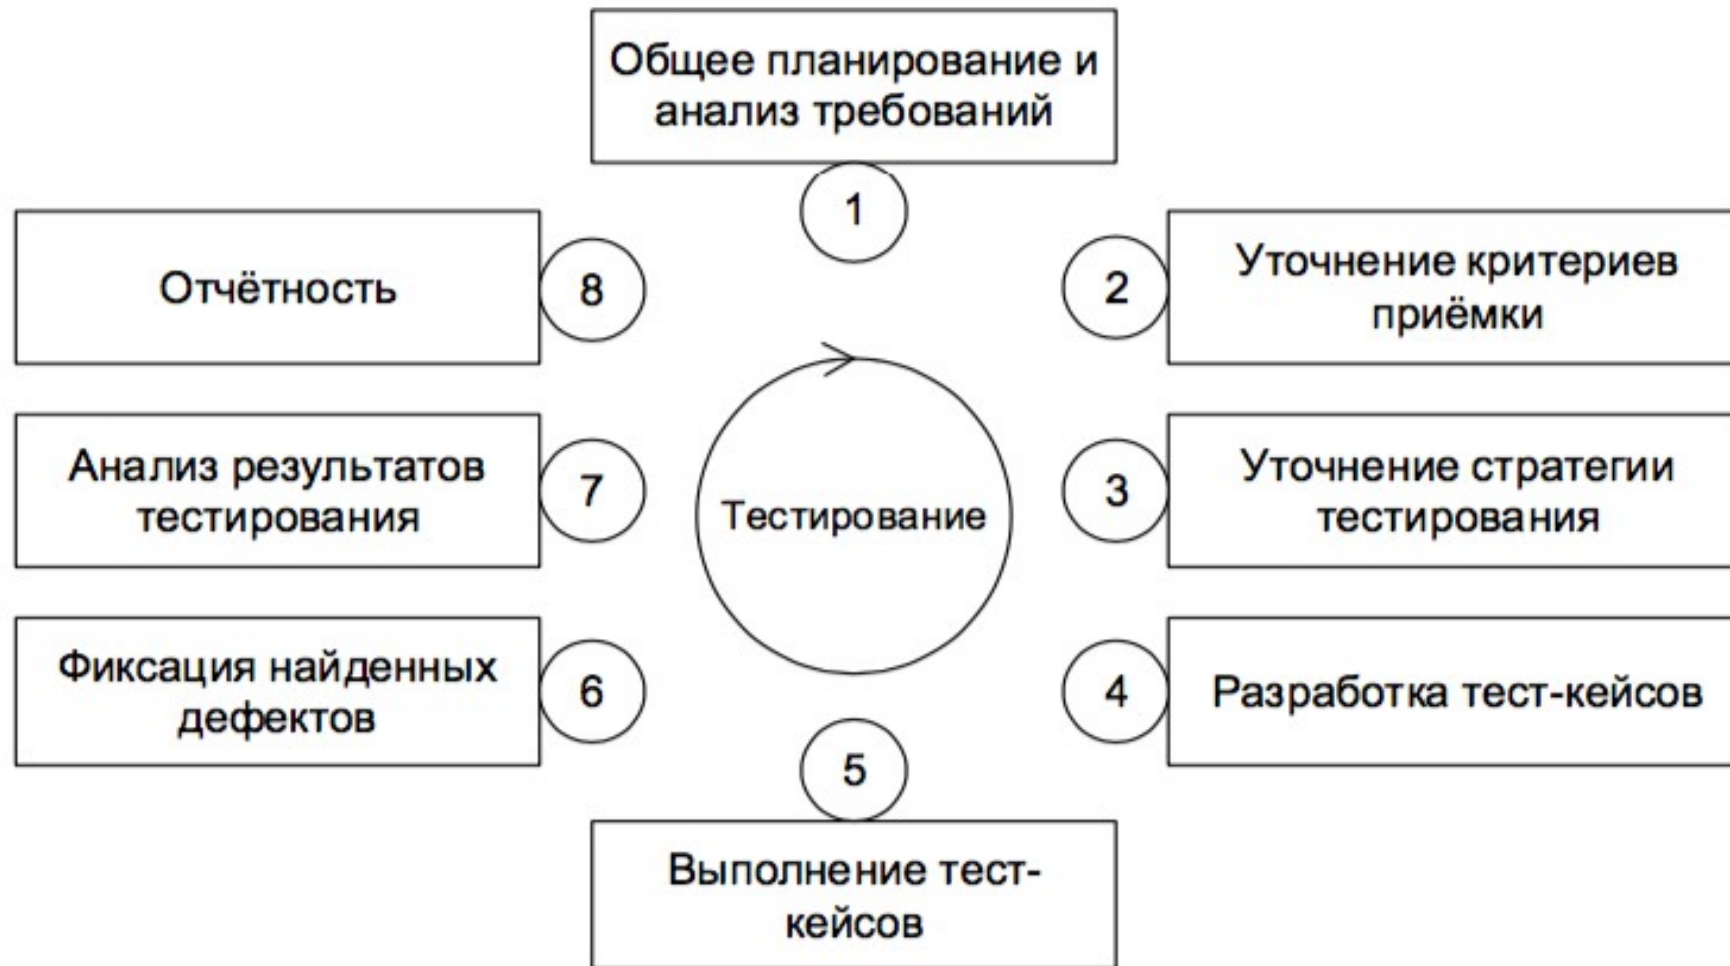 Общее планирование и
анализ требований
1
2
Уточнение критериев
приёмки
3
Уточнение стратегии
тестирования
4
Разработка тест-кейсов
5
Выполнение тест-
кейсов
6
Фиксация найденных
дефектов
7
Анализ результатов
тестирования
8
Отчётность
Тестирование